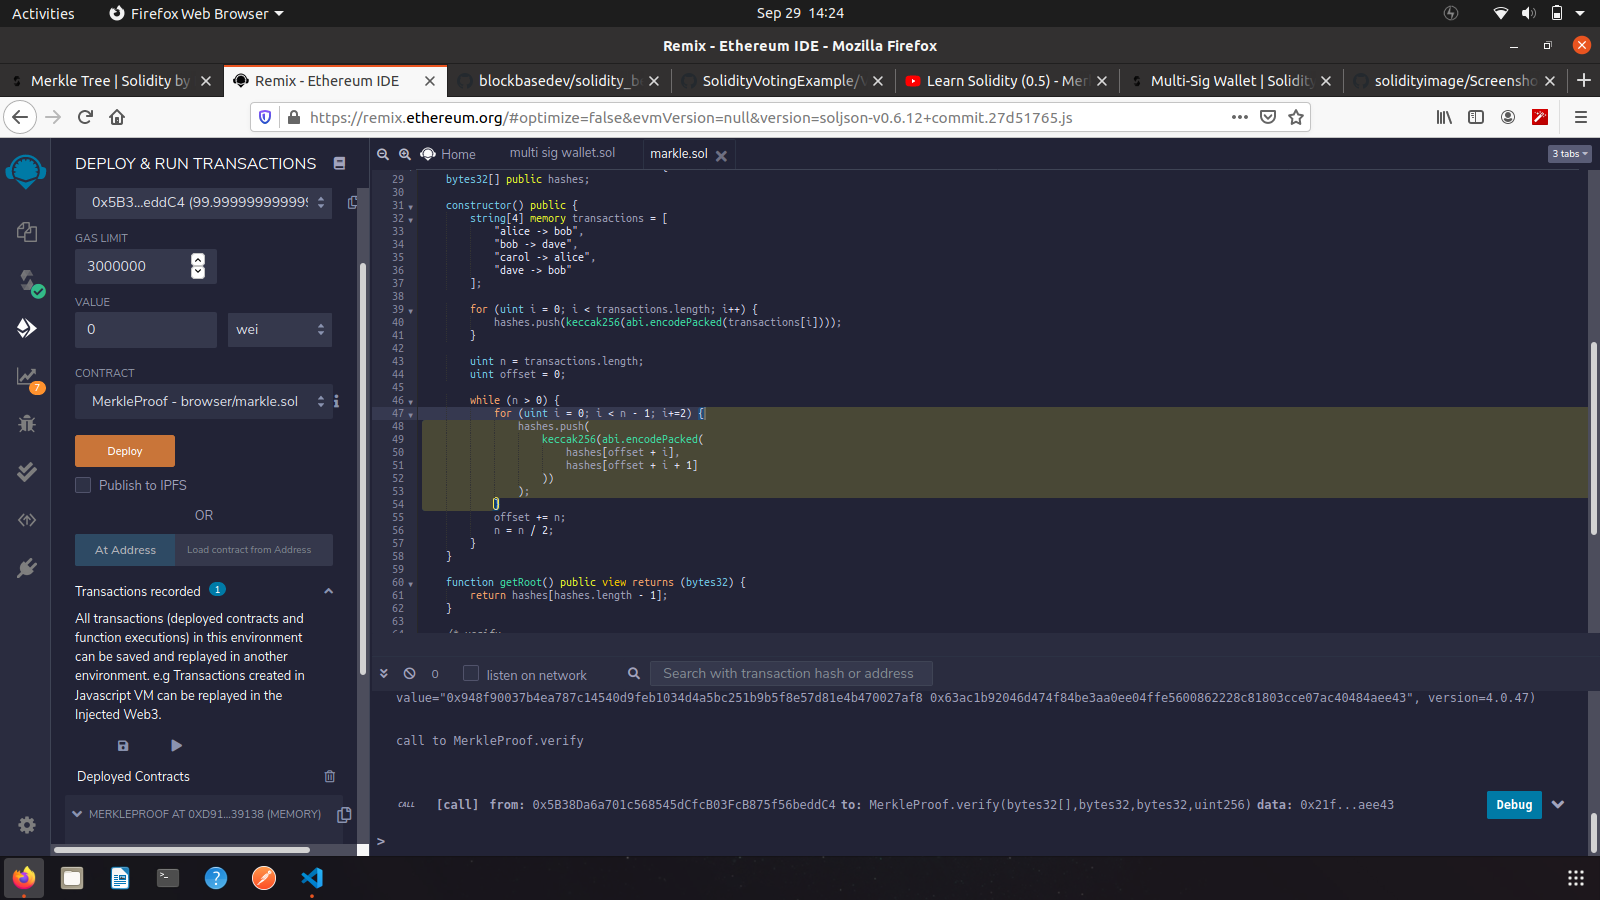 Activities
Firefox Web Browser
Sep 29 14:24
Remix - Ethereum IDE - Mozilla Firefox
Merkle Tree | Solidity by
Remix - Ethereum IDE
blockbasedev/solidity_b
SolidityVotingExample/
Learn Solidity (0.5) - Mer
Multi-Sig Wallet | Solidity
solidityimage/Screensho
https://remix.ethereum.org/#optimize=false&evmVersion=null&version=soljson-v0.6.12+commit.27d51765.js
DEPLOY & RUN TRANSACTIONS
0x5B3...eddC4 (99.9999999999999
GAS LIMIT
3000000
VALUE
0
wei
CONTRACT
MerkleProof - browser/markle.sol
i
Deploy
Publish to IPFS
OR
At Address
Load contract from Address
Transactions recorded 1
All transactions (deployed contracts and
function executions) in this environment
can be saved and replayed in another
environment. e.g Transactions created in
Javascript VM can be replayed in the
Injected Web3.
Deployed Contracts
MERKLEPROOF AT 0XD91...39138 (MEMORY)
7
Home
multi sig wallet.sol
markle.sol
3 tabs
29 bytes32[] public hashes;
30
31 constructor() public {
32 string[4] memory transactions = [
33 "alice -> bob",
34 "bob -> dave",
35 "carol -> alice",
36 "dave -> bob"
37 ];
38
39 for (uint i = 0; i < transactions.length; i++) {
40 hashes.push(keccak256(abi.encodePacked(transactions[i])));
41 }
42
43 uint n = transactions.length;
44 uint offset = 0;
45
46 while (n > 0) {
47 for (uint i = 0; i < n - 1; i+=2) {
48 hashes.push(
49 keccak256(abi.encodePacked(
50 hashes[offset + i],
51 hashes[offset + i + 1]
52 ))
53 );
54 }
55 offset += n;
56 n = n / 2;
57 }
58 }
59
60 function getRoot() public view returns (bytes32) {
61 return hashes[hashes.length - 1];
62 }
63
64 /* verify
0
listen on network
Search with transaction hash or address
value="0x948f90037b4ea787c14540d9feb1034d4a5bc251b9b5f8e57d81e4b470027af8 0x63ac1b92046d474f84be3aa0ee04ffe5600862228c81803cce07ac40484aee43", version=4.0.47)
call to MerkleProof.verify
CALL [call] from: 0x5B38Da6a701c568545dCfcB03FcB875f56beddC4 to: MerkleProof.verify(bytes32[],bytes32,bytes32,uint256) data: 0x21f...aee43
Debug
>